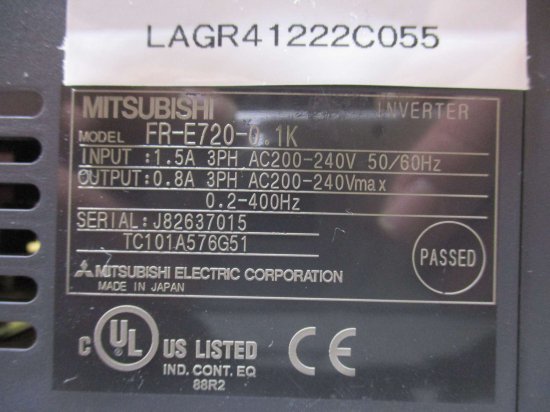 LAGR41222C055
MITSUBISHI INVERTER
MODEL FR-E720-0.1K
INPUT :1.5A 3PH AC200-240V 50/60Hz
OUTPUT:0.8A 3PH AC200-240Vmax
0.2-400Hz
SERIAL:J82637015
TC101A576G51
PASSED
MITSUBISHI ELECTRIC CORPORATION
MADE IN JAPAN
C UL US LISTED CE
IND. CONT. EQ
88R2